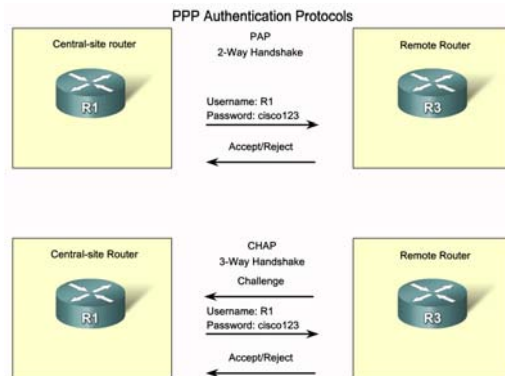 PPP Authentication Protocols
Central-site router
PAP
2-Way Handshake
Remote Router
R1
Username: R1
Password: cisco123
Accept/Reject
R3
Central-site Router
CHAP
3-Way Handshake
Remote Router
Challenge
R1
Username: R1
Password: cisco123
Accept/Reject
R3